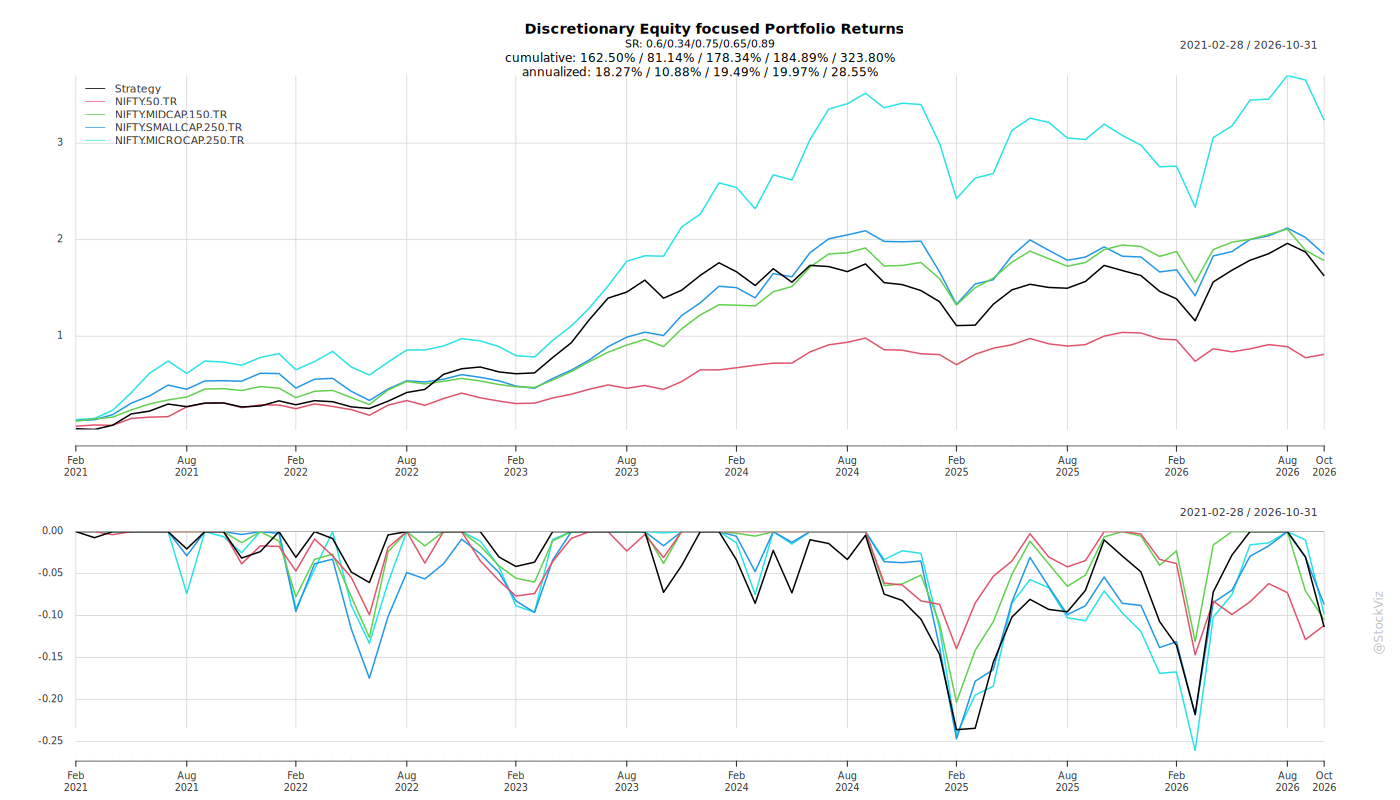 Discretionary Equity focused Portfolio Returns
SR: 0.6/0.34/0.75/0.65/0.89
cumulative: 162.50% / 81.14% / 178.34% / 184.89% / 323.80%
annualized: 18.27% / 10.88% / 19.49% / 19.97% / 28.55%
2021-02-28 / 2026-10-31
Strategy
NIFTY.50.TR
NIFTY.MIDCAP.150.TR
NIFTY.SMALLCAP.250.TR
NIFTY.MICROCAP.250.TR
3
2
1
Feb 2021
Aug 2021
Feb 2022
Aug 2022
Feb 2023
Aug 2023
Feb 2024
Aug 2024
Feb 2025
Aug 2025
Feb 2026
Aug 2026
Oct 2026
2021-02-28 / 2026-10-31
0.00
-0.05
-0.10
-0.15
-0.20
-0.25
Feb 2021
Aug 2021
Feb 2022
Aug 2022
Feb 2023
Aug 2023
Feb 2024
Aug 2024
Feb 2025
Aug 2025
Feb 2026
Aug 2026
Oct 2026
@StockViz